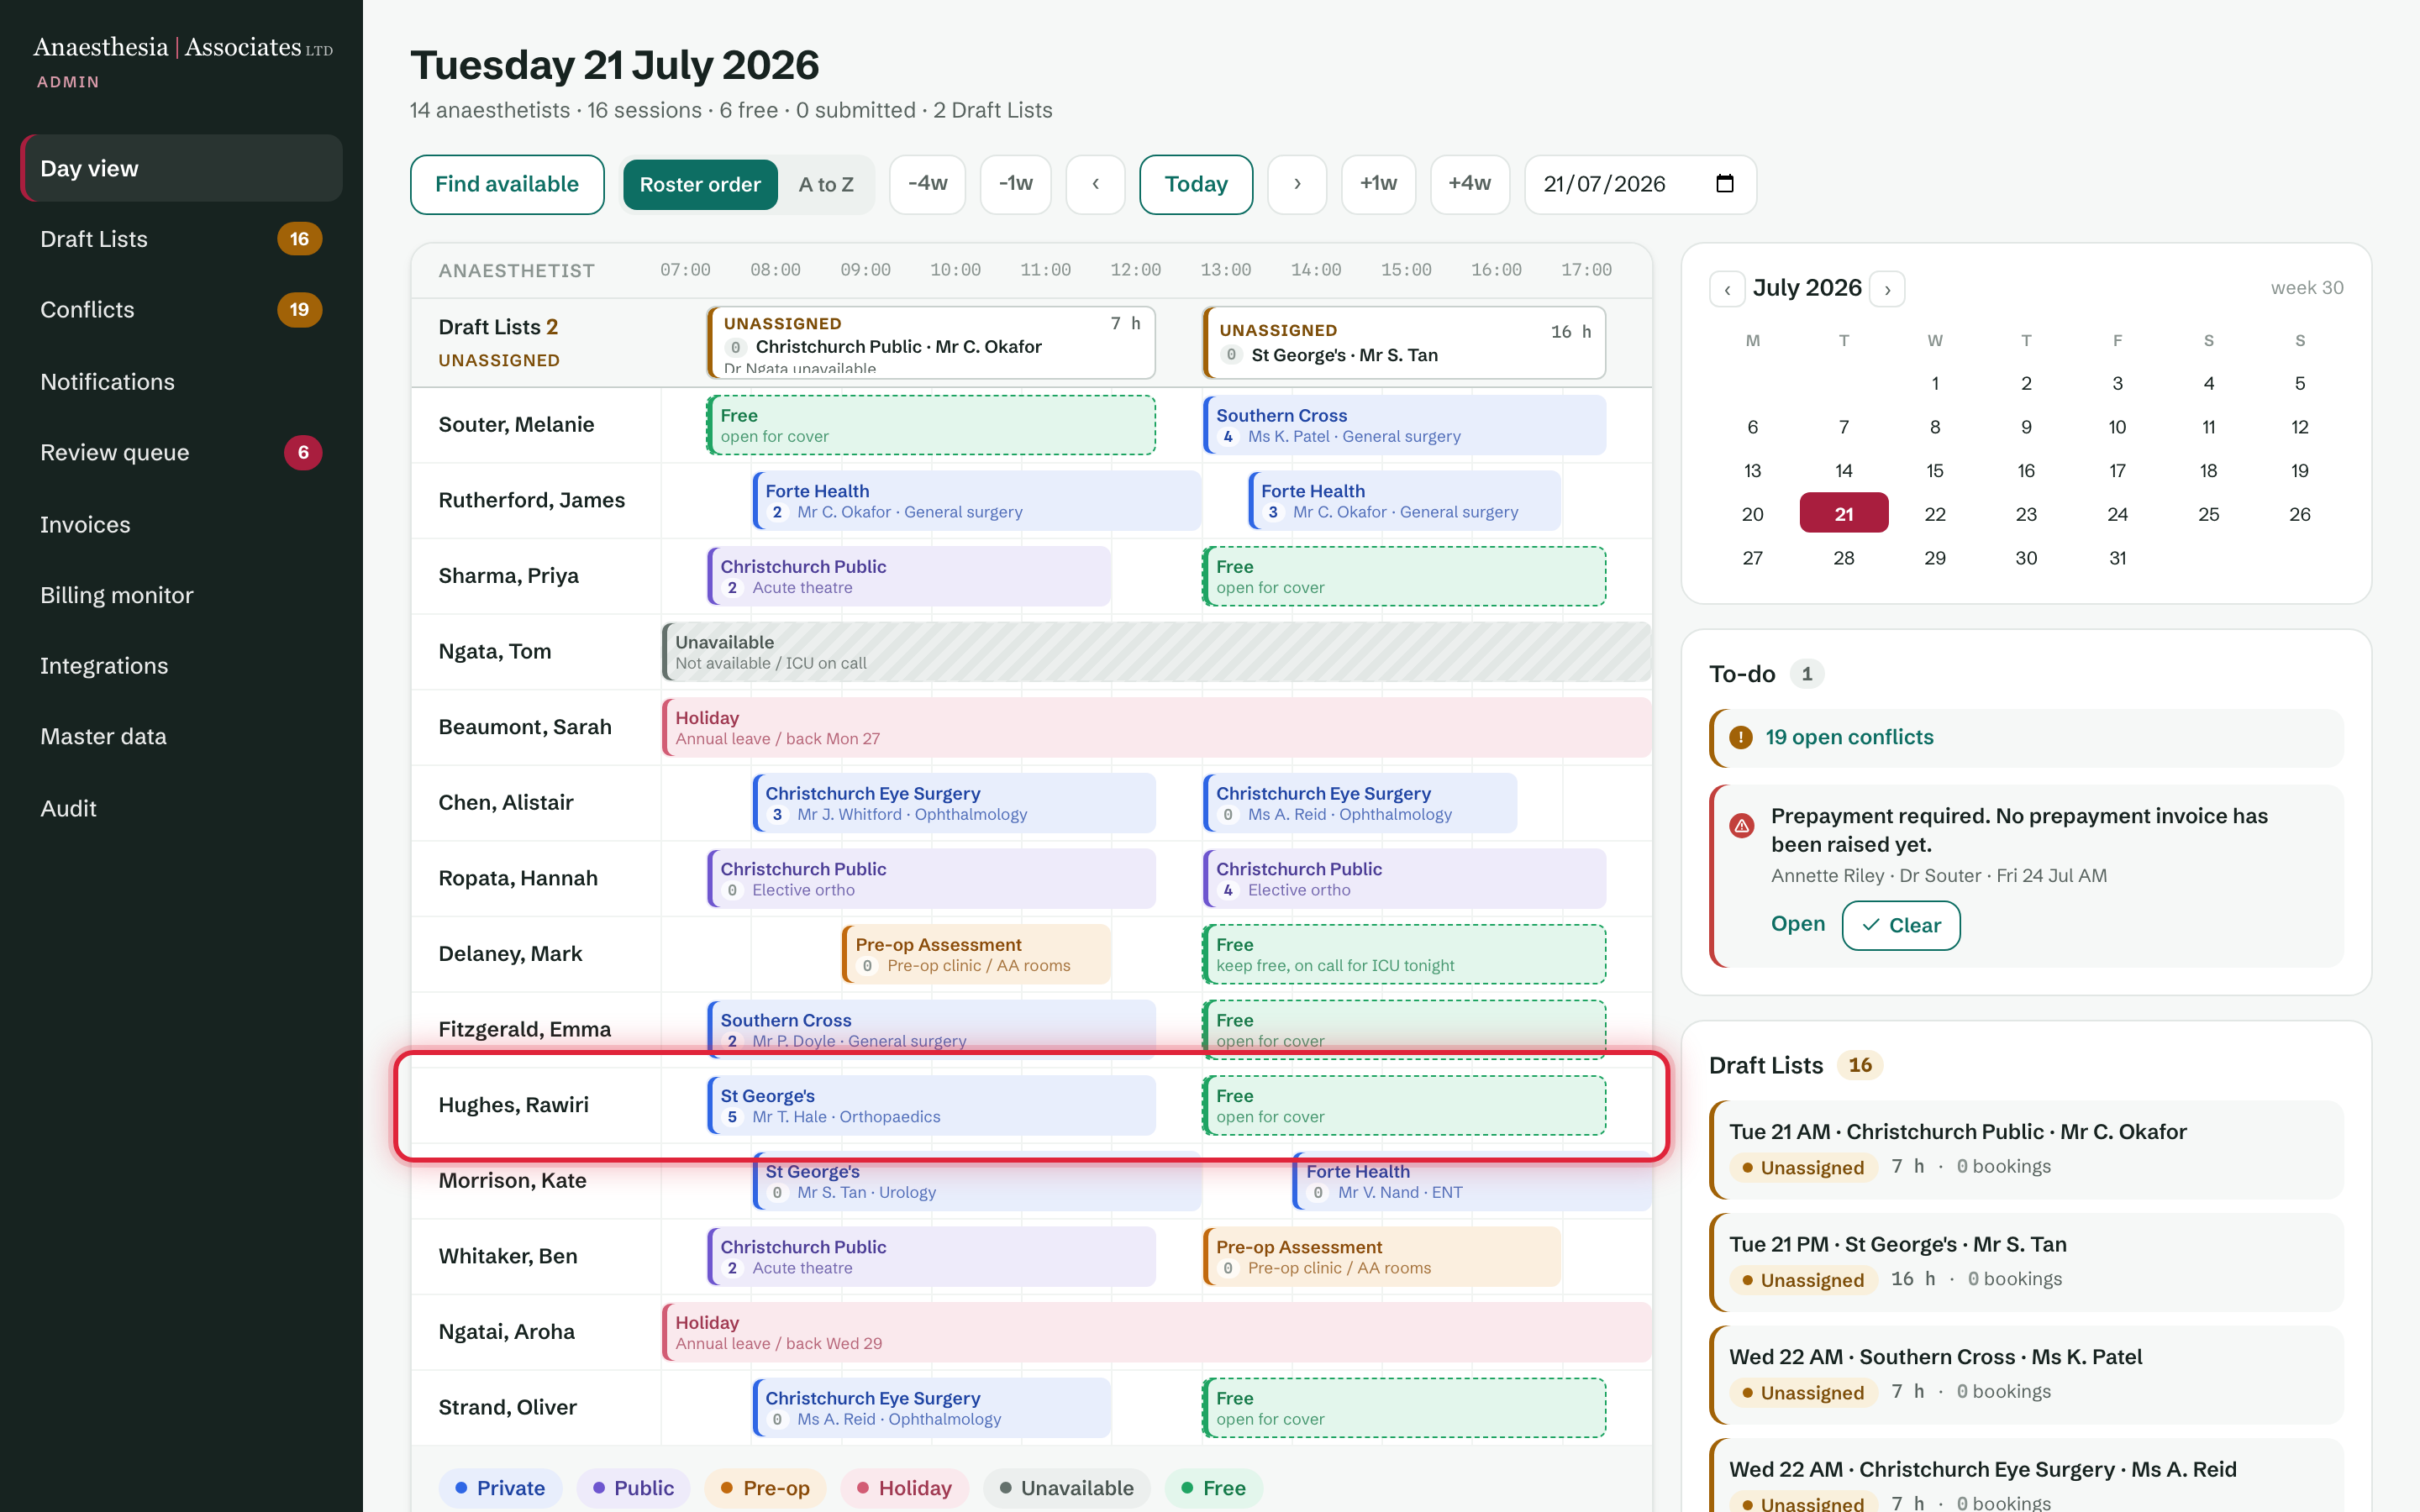 Anaesthesia | Associates LTD
ADMIN
Day view
Draft Lists 16
Conflicts 19
Notifications
Review queue 6
Invoices
Billing monitor
Integrations
Master data
Audit
Tuesday 21 July 2026
14 anaesthetists · 16 sessions · 6 free · 0 submitted · 2 Draft Lists
Find available
Roster order A to Z
-4w
-1w
‹
Today
›
+1w
+4w
21/07/2026
ANAESTHETIST 07:00 08:00 09:00 10:00 11:00 12:00 13:00 14:00 15:00 16:00 17:00
Draft Lists 2
UNASSIGNED
UNASSIGNED 7 h
0 Christchurch Public · Mr C. Okafor
Dr Ngata unavailable
UNASSIGNED 16 h
0 St George's · Mr S. Tan
Souter, Melanie
Free
open for cover
Southern Cross
4 Ms K. Patel · General surgery
Rutherford, James
Forte Health
2 Mr C. Okafor · General surgery
Forte Health
3 Mr C. Okafor · General surgery
Sharma, Priya
Christchurch Public
2 Acute theatre
Free
open for cover
Ngata, Tom
Unavailable
Not available / ICU on call
Beaumont, Sarah
Holiday
Annual leave / back Mon 27
Chen, Alistair
Christchurch Eye Surgery
3 Mr J. Whitford · Ophthalmology
Christchurch Eye Surgery
0 Ms A. Reid · Ophthalmology
Ropata, Hannah
Christchurch Public
0 Elective ortho
Christchurch Public
4 Elective ortho
Delaney, Mark
Pre-op Assessment
0 Pre-op clinic / AA rooms
Free
keep free, on call for ICU tonight
Fitzgerald, Emma
Southern Cross
2 Mr P. Doyle · General surgery
Free
open for cover
Hughes, Rawiri
St George's
5 Mr T. Hale · Orthopaedics
Free
open for cover
Morrison, Kate
St George's
0 Mr S. Tan · Urology
Forte Health
0 Mr V. Nand · ENT
Whitaker, Ben
Christchurch Public
2 Acute theatre
Pre-op Assessment
0 Pre-op clinic / AA rooms
Ngatai, Aroha
Holiday
Annual leave / back Wed 29
Strand, Oliver
Christchurch Eye Surgery
0 Ms A. Reid · Ophthalmology
Free
open for cover
Private
Public
Pre-op
Holiday
Unavailable
Free
‹ July 2026 › week 30
M T W T F S S
1 2 3 4 5
6 7 8 9 10 11 12
13 14 15 16 17 18 19
20 21 22 23 24 25 26
27 28 29 30 31
To-do 1
19 open conflicts
Prepayment required. No prepayment invoice has
been raised yet.
Annette Riley · Dr Souter · Fri 24 Jul AM
Open
Clear
Draft Lists 16
Tue 21 AM · Christchurch Public · Mr C. Okafor
Unassigned 7 h · 0 bookings
Tue 21 PM · St George's · Mr S. Tan
Unassigned 16 h · 0 bookings
Wed 22 AM · Southern Cross · Ms K. Patel
Unassigned 7 h · 0 bookings
Wed 22 AM · Christchurch Eye Surgery · Ms A. Reid
Unassigned 7 h · 0 bookings